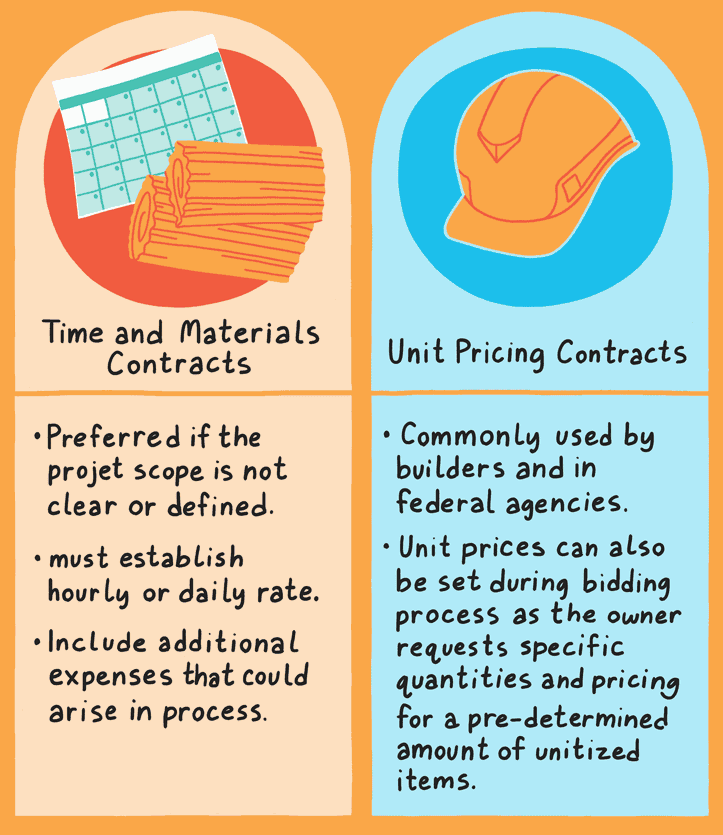 Time and Materials
Contracts
• Preferred if the
projet scope is not
clear or defined.
• must establish
hourly or daily rate.
• Include additional
expenses that could
arise in process.
Unit Pricing Contracts
• Commonly used by
builders and in
federal agencies.
• Unit prices can also
be set during bidding
process as the owner
requests specific
quantities and pricing
for a pre-determined
amount of unitized
items.